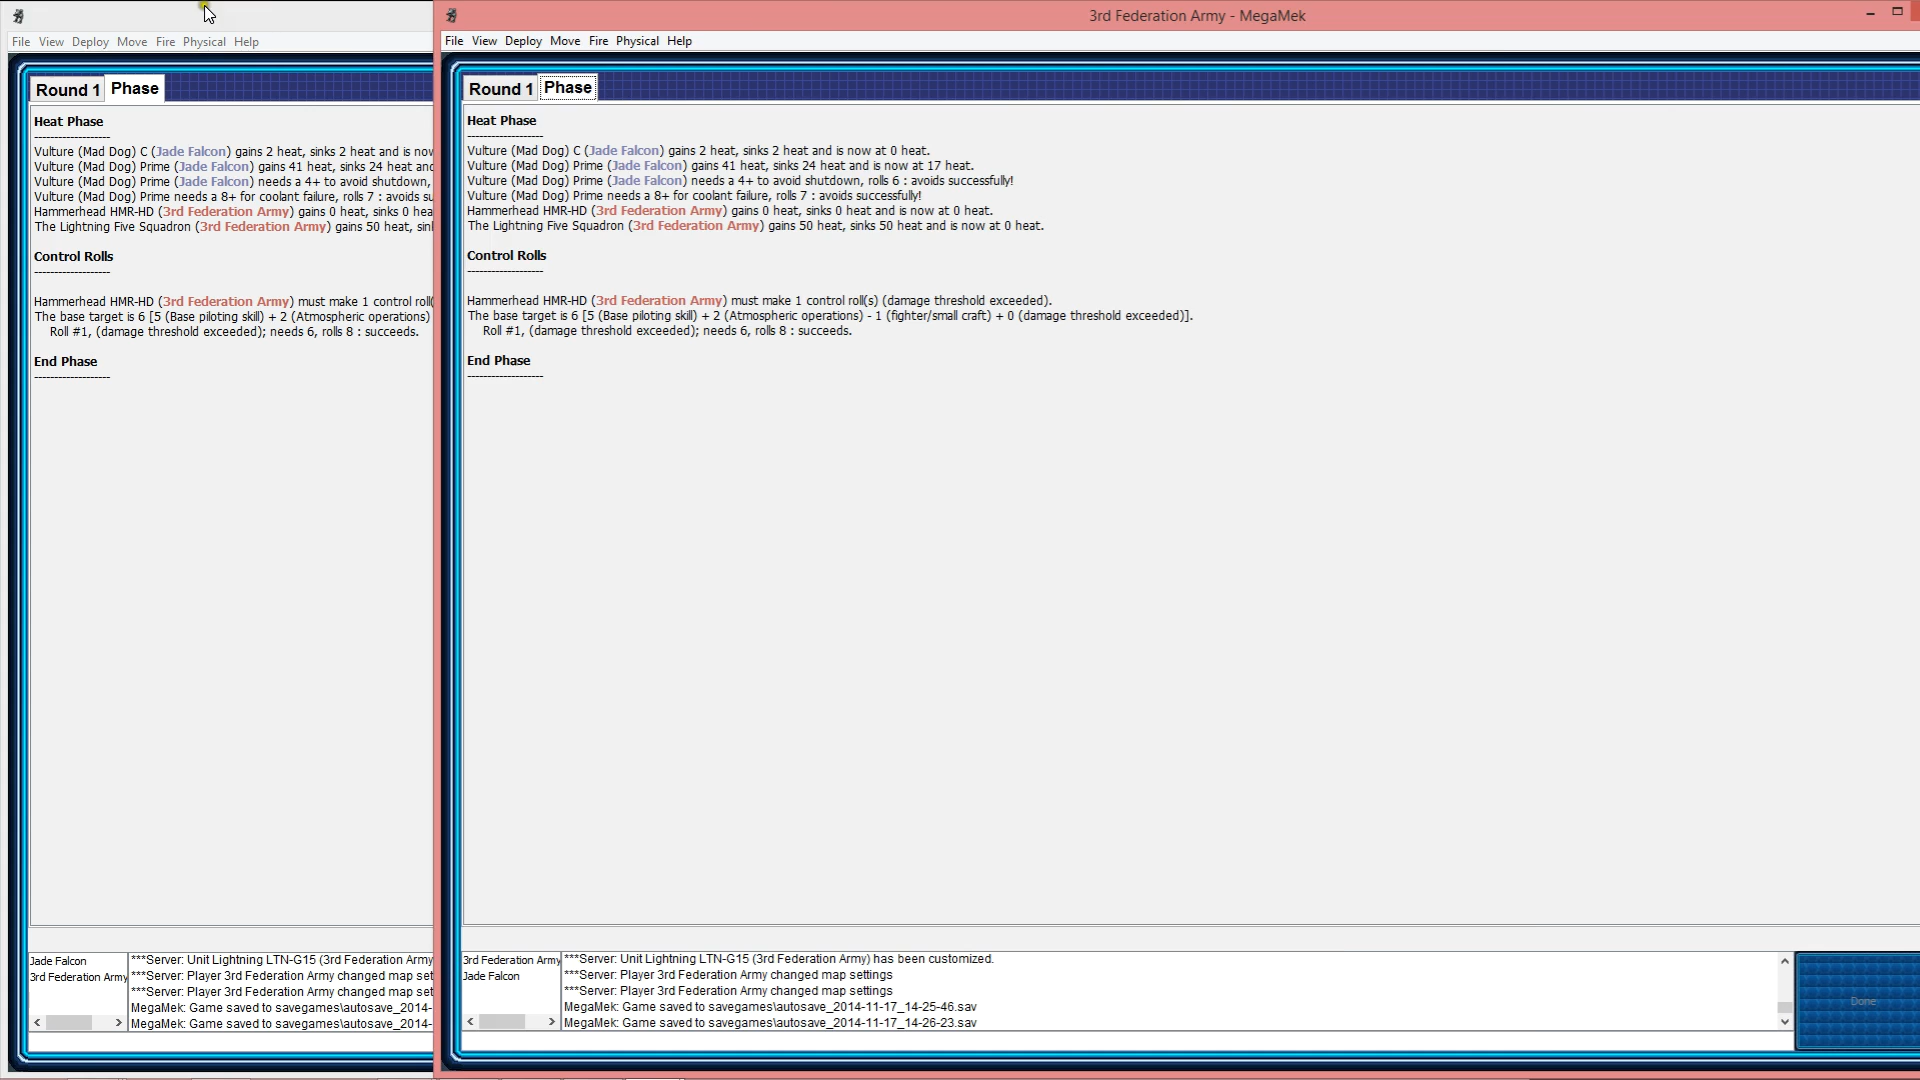 File View Deploy Move Fire Physical Help
Round 1 Phase
Heat Phase
-------------------
Vulture (Mad Dog) C (Jade Falcon) gains 2 heat, sinks 2 heat and is now
Vulture (Mad Dog) Prime (Jade Falcon) gains 41 heat, sinks 24 heat and
Vulture (Mad Dog) Prime (Jade Falcon) needs a 4+ to avoid shutdown,
Vulture (Mad Dog) Prime needs a 8+ for coolant failure, rolls 7 : avoids su
Hammerhead HMR-HD (3rd Federation Army) gains 0 heat, sinks 0 hea
The Lightning Five Squadron (3rd Federation Army) gains 50 heat, sin
Control Rolls
-------------------
Hammerhead HMR-HD (3rd Federation Army) must make 1 control roll(
The base target is 6 [5 (Base piloting skill) + 2 (Atmospheric operations)
Roll #1, (damage threshold exceeded); needs 6, rolls 8 : succeeds.
End Phase
-------------------
Jade Falcon
3rd Federation Army
***Server: Unit Lightning LTN-G15 (3rd Federation Army
***Server: Player 3rd Federation Army changed map set
***Server: Player 3rd Federation Army changed map set
MegaMek: Game saved to savegames\autosave_2014-
MegaMek: Game saved to savegames\autosave_2014-
3rd Federation Army - MegaMek
File View Deploy Move Fire Physical Help
Round 1 Phase
Heat Phase
-------------------
Vulture (Mad Dog) C (Jade Falcon) gains 2 heat, sinks 2 heat and is now at 0 heat.
Vulture (Mad Dog) Prime (Jade Falcon) gains 41 heat, sinks 24 heat and is now at 17 heat.
Vulture (Mad Dog) Prime (Jade Falcon) needs a 4+ to avoid shutdown, rolls 6 : avoids successfully!
Vulture (Mad Dog) Prime needs a 8+ for coolant failure, rolls 7 : avoids successfully!
Hammerhead HMR-HD (3rd Federation Army) gains 0 heat, sinks 0 heat and is now at 0 heat.
The Lightning Five Squadron (3rd Federation Army) gains 50 heat, sinks 50 heat and is now at 0 heat.
Control Rolls
-------------------
Hammerhead HMR-HD (3rd Federation Army) must make 1 control roll(s) (damage threshold exceeded).
The base target is 6 [5 (Base piloting skill) + 2 (Atmospheric operations) - 1 (fighter/small craft) + 0 (damage threshold exceeded)].
Roll #1, (damage threshold exceeded); needs 6, rolls 8 : succeeds.
End Phase
-------------------
3rd Federation Army
Jade Falcon
***Server: Unit Lightning LTN-G15 (3rd Federation Army) has been customized.
***Server: Player 3rd Federation Army changed map settings
***Server: Player 3rd Federation Army changed map settings
MegaMek: Game saved to savegames\autosave_2014-11-17_14-25-46.sav
MegaMek: Game saved to savegames\autosave_2014-11-17_14-26-23.sav
Done